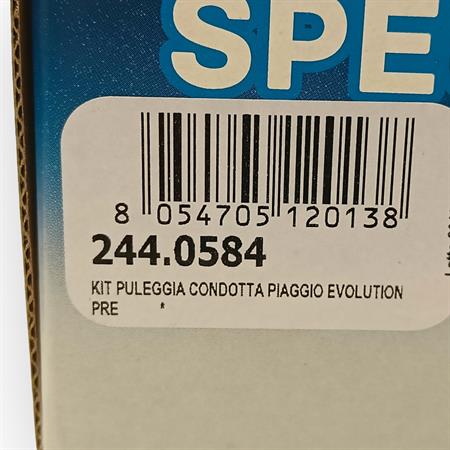 SPE
8 054705 120138
244.0584
KIT PULEGGIA CONDOTTA PIAGGIO EVOLUTION
PRE *